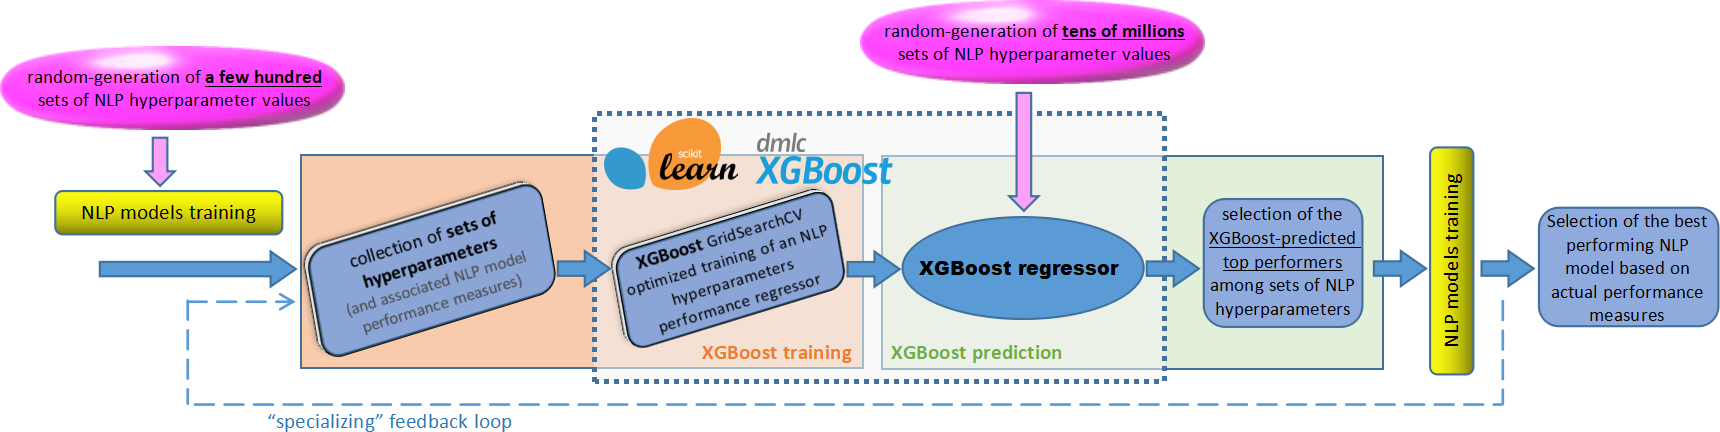 random-generation of a few hundred
sets of NLP hyperparameter values
NLP models training
collection of sets of
hyperparameters
(and associated NLP model
performance measures)
scikit
learn
dmlc
XGBoost
XGBoost GridSearchCV
optimized training of an NLP
hyperparameters
performance regressor
XGBoost training
random-generation of tens of millions
sets of NLP hyperparameter values
XGBoost regressor
XGBoost prediction
selection of the
XGBoost-predicted
top performers
among sets of NLP
hyperparameters
NLP models training
Selection of the best
performing NLP
model based on
actual performance
measures
“specializing” feedback loop